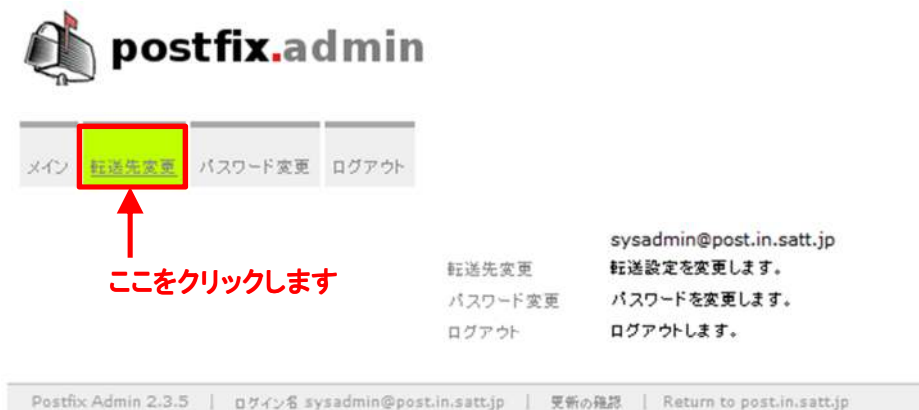 postfix.admin
メイン 転送先変更 パスワード変更 ログアウト
ここをクリックします
sysadmin@post.in.satt.jp
転送先変更 転送設定を変更します。
パスワード変更 パスワードを変更します。
ログアウト ログアウトします。
Postfix Admin 2.3.5 | ログイン名 sysadmin@post.in.satt.jp | 更新の確認 | Return to post.in.satt.jp